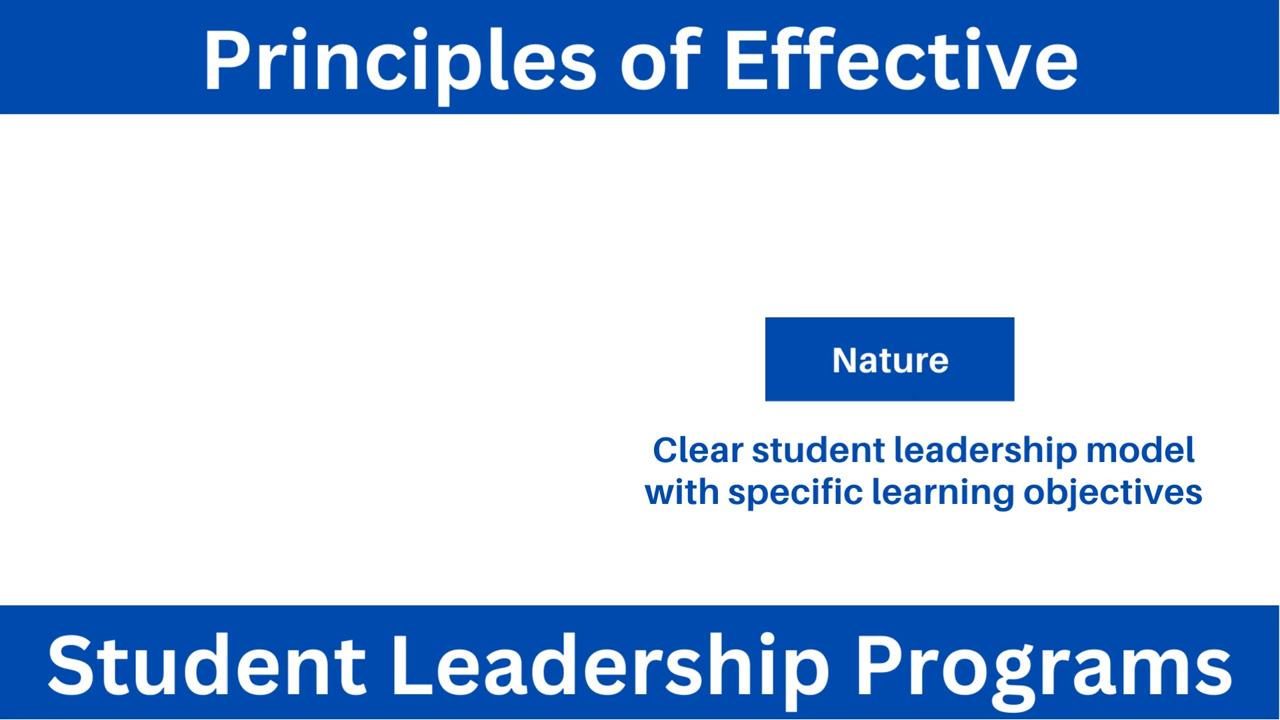 Principles of Effective
Nature
Clear student leadership model
with specific learning objectives
Student Leadership Programs